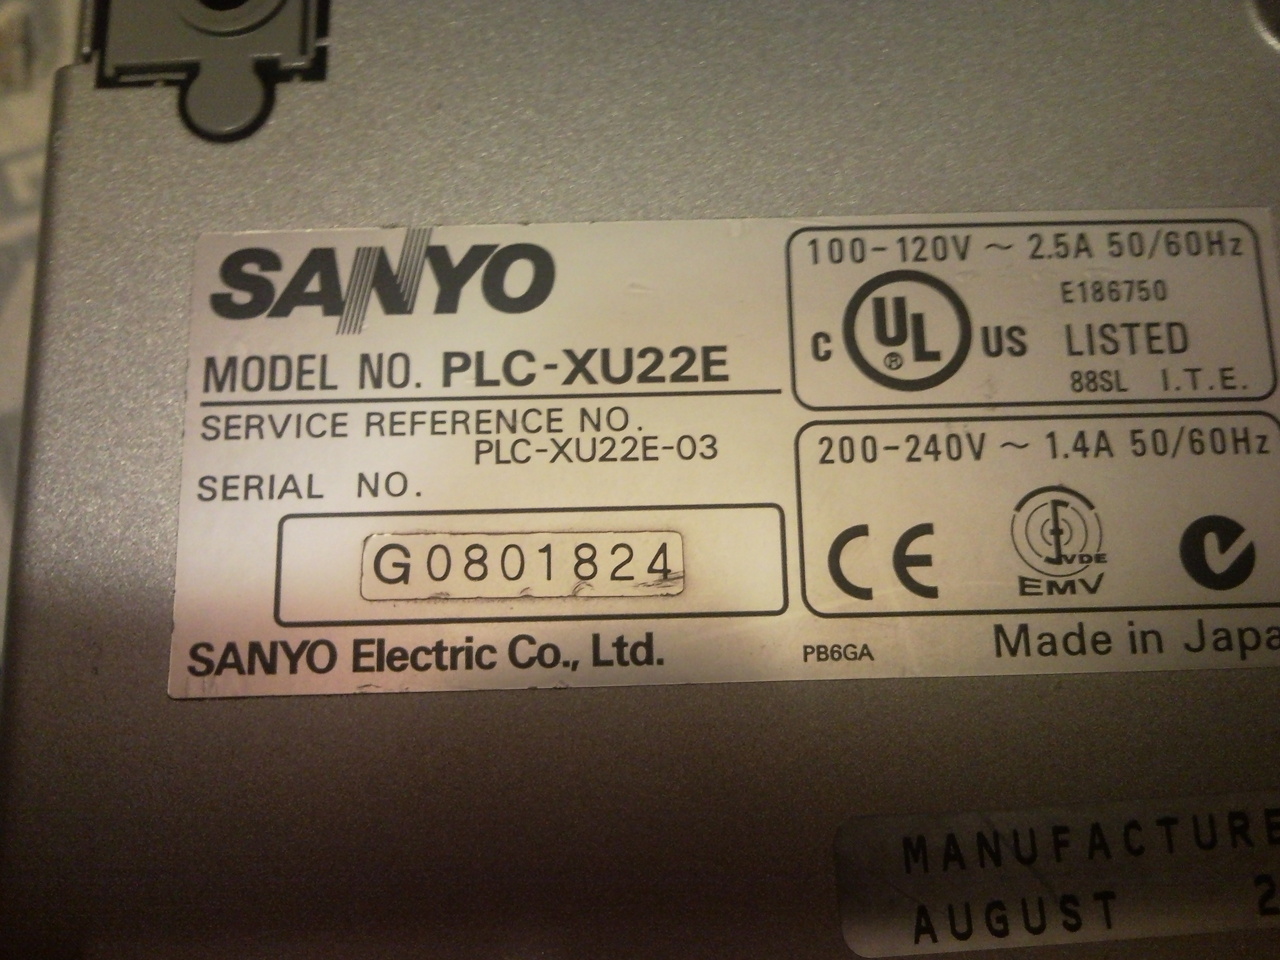 SANYO
MODEL NO. PLC-XU22E
SERVICE REFERENCE NO.
PLC-XU22E-03
SERIAL NO.
G0801824
SANYO Electric Co., Ltd.
100-120V ~ 2.5A 50/60Hz
E186750
C UL ® US LISTED
88SL I.T.E.
200-240V ~ 1.4A 50/60Hz
CE VDE
EMV
PB6GA
Made in Japa
MANUFACTURE
AUGUST 2